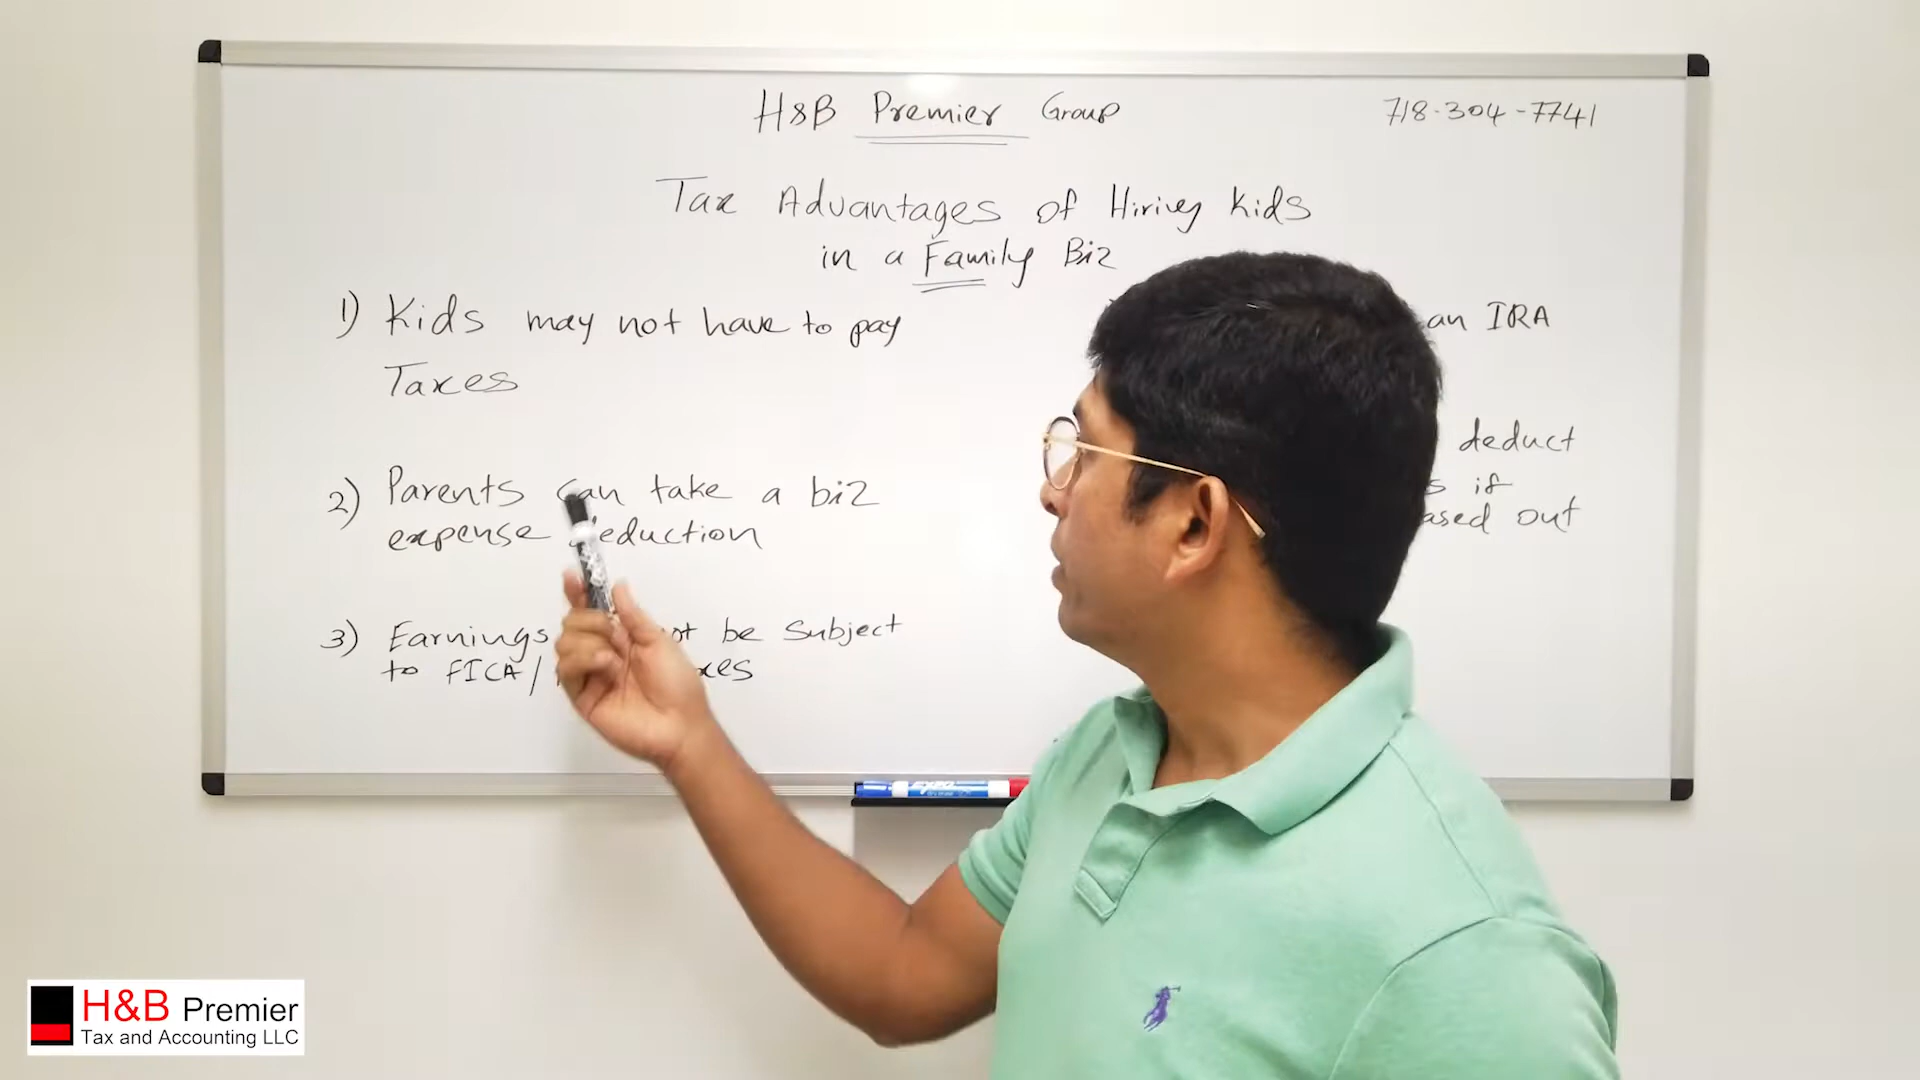 H&B Premier Group
718-304-7741
Tax Advantages of Hiring Kids
in a Family Biz
1) Kids may not have to pay
Taxes
2) Parents can take a biz
expense deduction
3) Earnings be Subject
to FICA/
an IRA
deduct
if
out
EXPO
H&B Premier
Tax and Accounting LLC